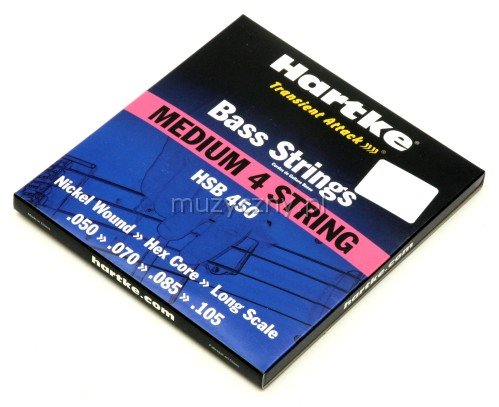 Hartke
Transient Attack»»
Bass Strings
MEDIUM 4 STRING
HSB 450
Nickel Wound » Hex Core » Long Scale
.050 » .070 » .085 » .105
hartke.com
hartke.com
muzyczny.pl